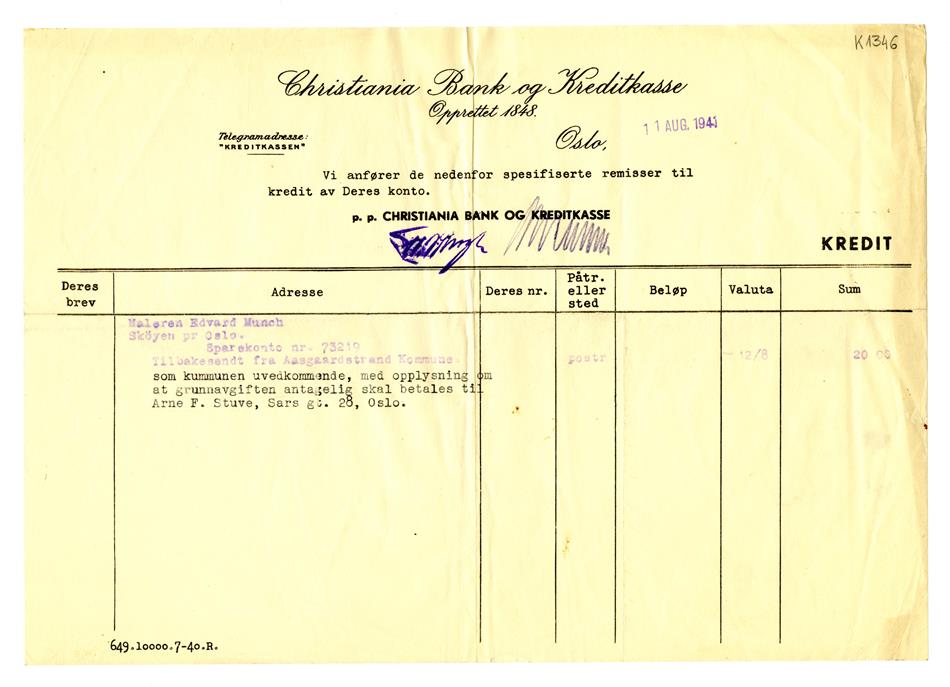 K1346
Christiania Bank og Kreditkasse
Opprettet 1848.
Telegramadresse:
"KREDITKASSEN"
Oslo,
11 AUG. 1941
Vi anfører de nedenfor spesifiserte remisser til
kredit av Deres konto.
p. p. CHRISTIANIA BANK OG KREDITKASSE
KREDIT
Deres brev
Adresse
Deres nr.
Påtr. eller sted
Beløp
Valuta
Sum
Maleren Edvard Munch
Sköyen pr Oslo.
Sparekonto nr. 73219
Tilbakesendt fra Aasgaardstrand Kommune. postr — 12/8 20 00
som kummunen uvedkommende, med opplysning om
at grunnavgiften antagelig skal betales til
Arne F. Stuve, Sars gt. 28, Oslo.
649.10000.7-40.R.